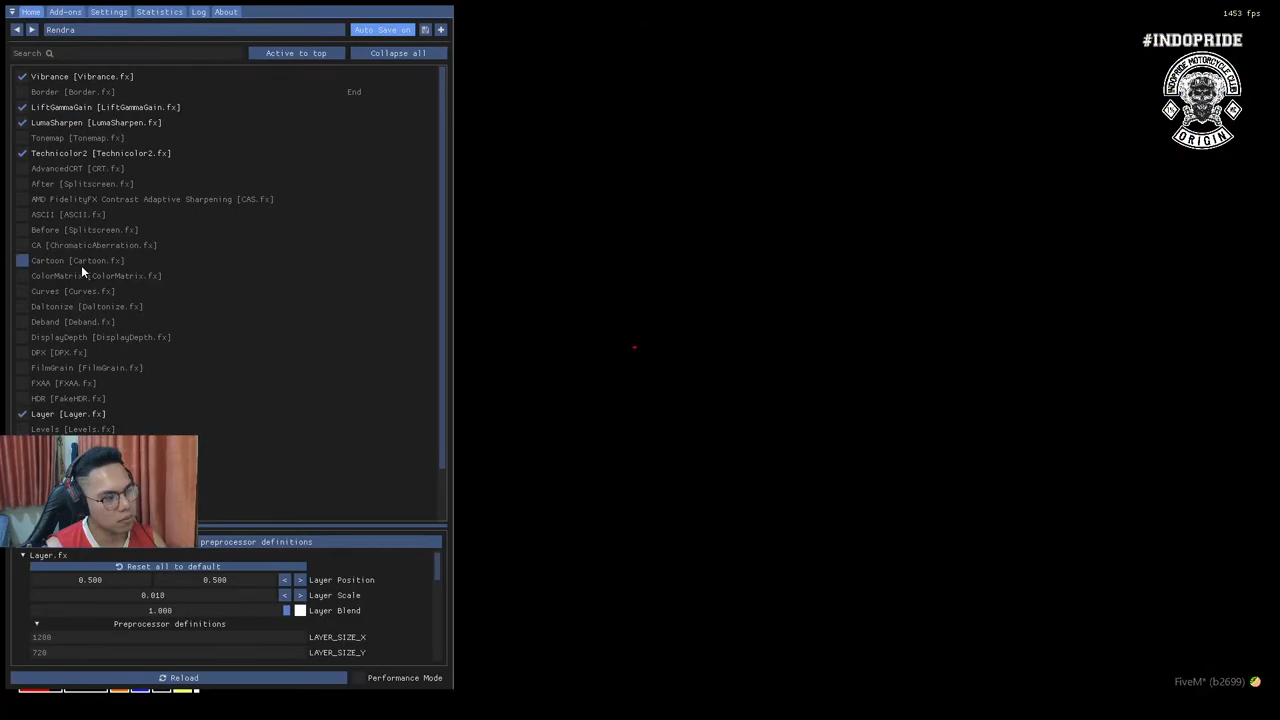 Home Add-ons Settings Statistics Log About
1453 fps
Rendra Auto Save on
#INDOPRIDE
Search Active to top Collapse all
Vibrance [Vibrance.fx]
Border [Border.fx] End
LiftGammaGain [LiftGammaGain.fx]
LumaSharpen [LumaSharpen.fx]
Tonemap [Tonemap.fx]
ORIGIN
Technicolor2 [Technicolor2.fx]
AdvancedCRT [CRT.fx]
After [Splitscreen.fx]
AMD FidelityFX Contrast Adaptive Sharpening [CAS.fx]
ASCII [ASCII.fx]
Before [Splitscreen.fx]
CA [ChromaticAberration.fx]
Cartoon [Cartoon.fx]
ColorMatrix [ColorMatrix.fx]
Curves [Curves.fx]
Daltonize [Daltonize.fx]
Deband [Deband.fx]
DisplayDepth [DisplayDepth.fx]
DPX [DPX.fx]
FilmGrain [FilmGrain.fx]
FXAA [FXAA.fx]
HDR [FakeHDR.fx]
Layer [Layer.fx]
Levels [Levels.fx]
preprocessor definitions
Layer.fx
Reset all to default
0.500 0.500 < > Layer Position
0.018 < > Layer Scale
1.000 Layer Blend
Preprocessor definitions
1280 LAYER_SIZE_X
720 LAYER_SIZE_Y
Reload Performance Mode
FiveM* (b2699)